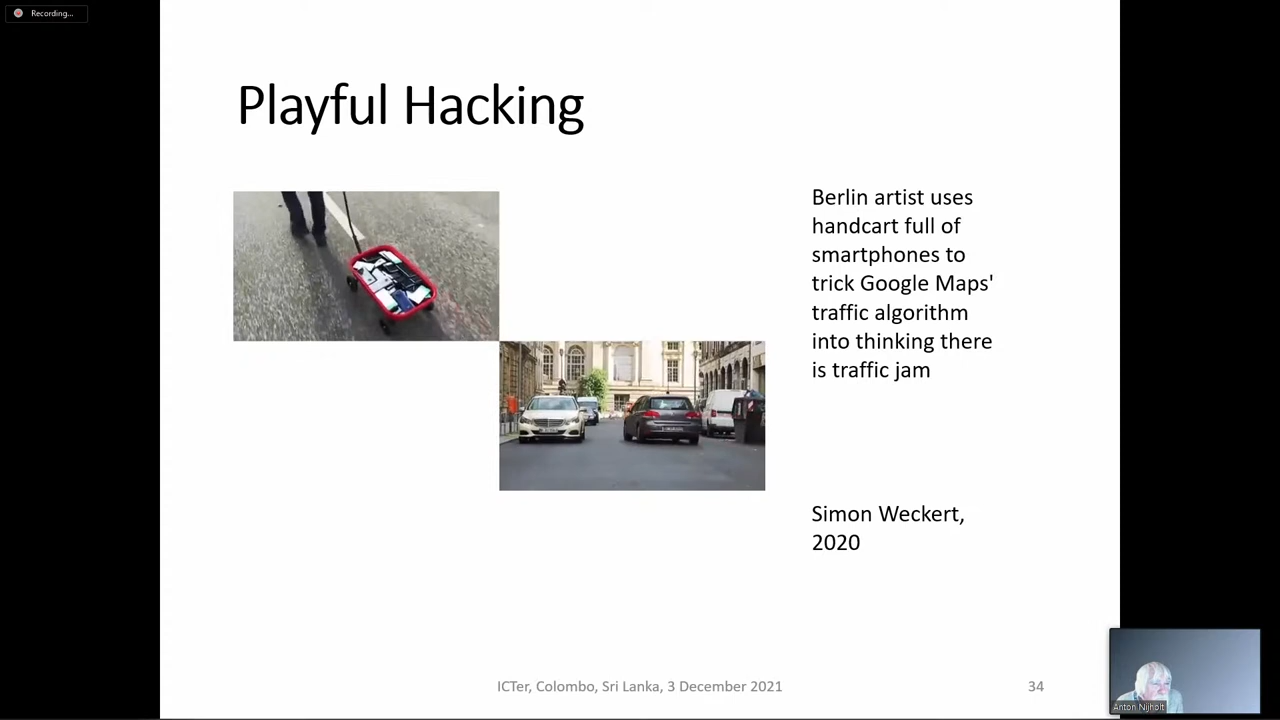 Recording...
Playful Hacking
Berlin artist uses
handcart full of
smartphones to
trick Google Maps'
traffic algorithm
into thinking there
is traffic jam
Simon Weckert,
2020
ICTer, Colombo, Sri Lanka, 3 December 2021
34
Anton Nijholt